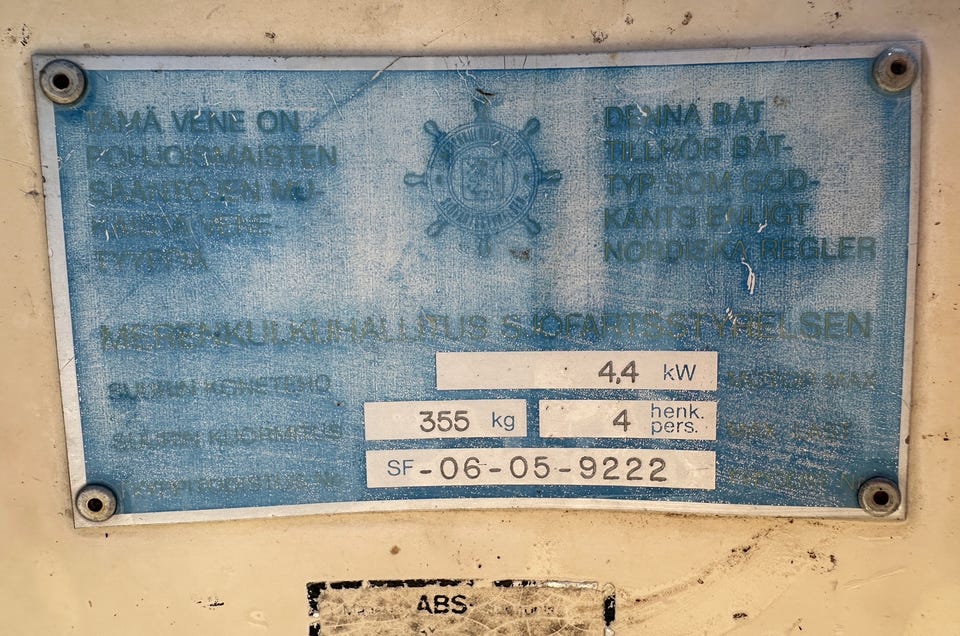 TÄMÄ VENE ON
POHJOISMAISTEN
SÄÄNTÖJEN MU-
KAISTA VENE-
TYYPPIÄ
DENNA BÅT
TILLHÖR BÅT-
TYP SOM GOD-
KÄNTS ENLIGT
NORDISKA REGLER
MERENKULKUHALLITUS SJÖFARTSSTYRELSEN
SUURIN KONETEHO 4,4 kW MOTOR MAX
SUURIN KUORMITUS 355 kg 4 henk. pers. MAX LAST
SF-06-05-9222
ABS